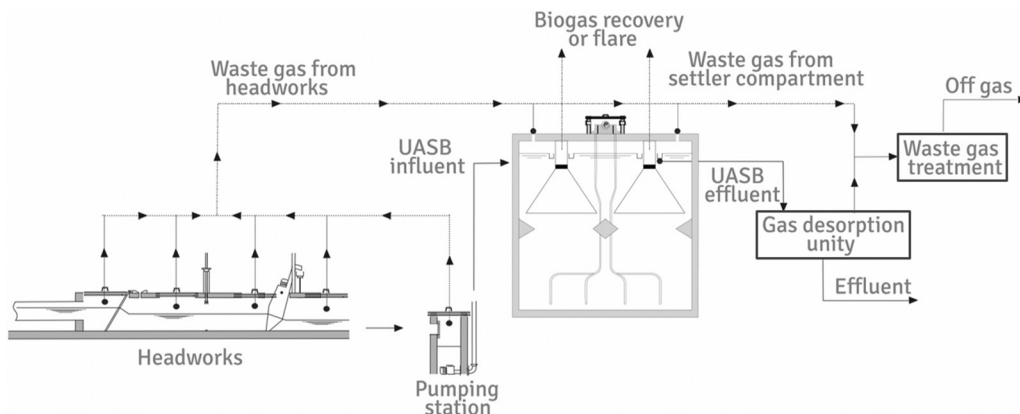 Biogas recovery
or flare
Waste gas from
headworks
Waste gas from
settler compartment
Off gas
UASB
influent
Waste gas
treatment
UASB
effluent
Gas desorption
unity
Effluent
Headworks
Pumping
station